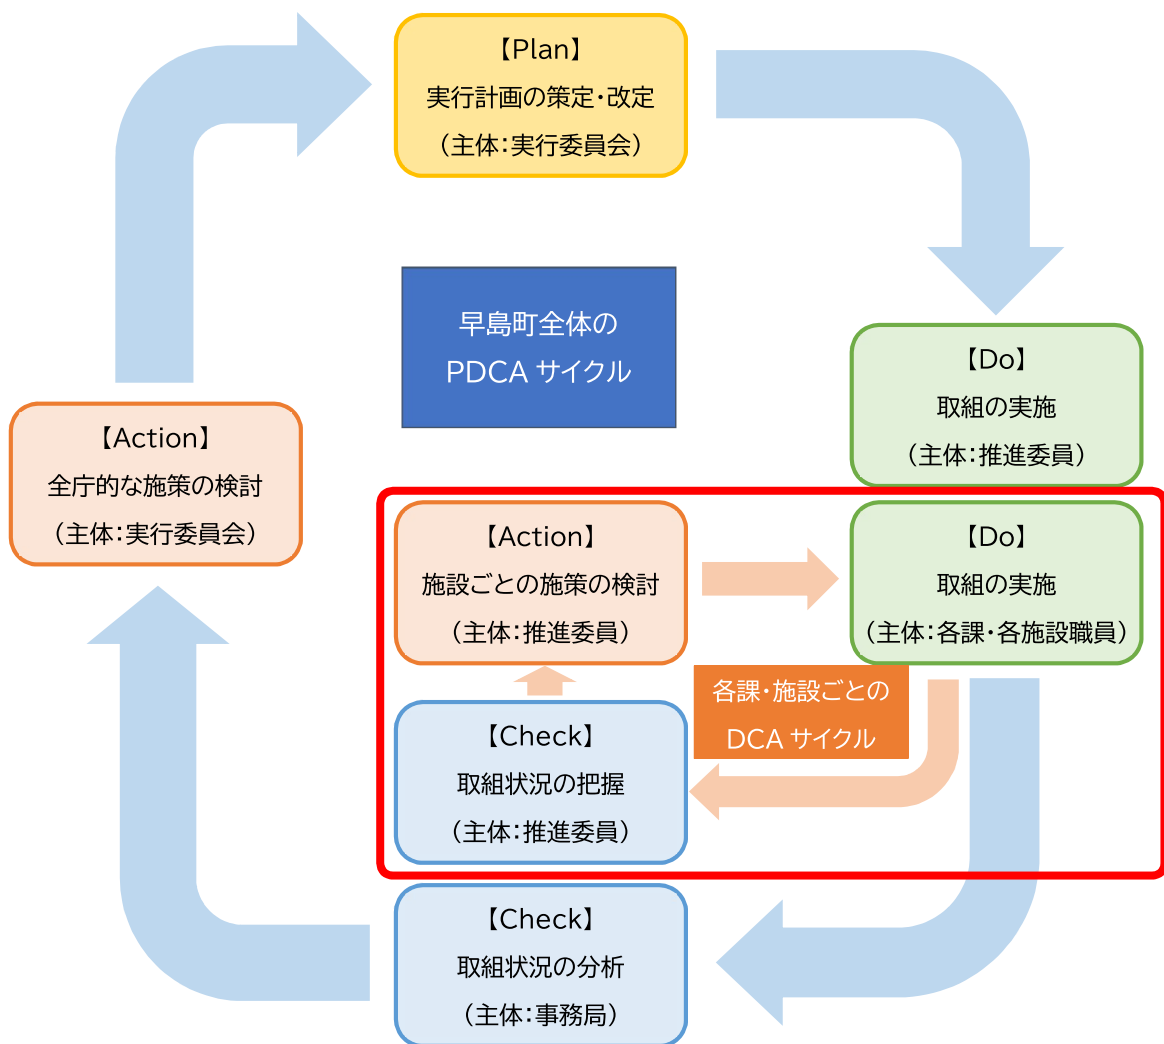 【Plan】
実行計画の策定・改定
（主体：実行委員会）
早島町全体の
PDCA サイクル
【Do】
取組の実施
（主体：推進委員）
【Action】
全庁的な施策の検討
（主体：実行委員会）
【Action】
施設ごとの施策の検討
（主体：推進委員）
【Do】
取組の実施
（主体：各課・各施設職員）
各課・施設ごとの
DCA サイクル
【Check】
取組状況の把握
（主体：推進委員）
【Check】
取組状況の分析
（主体：事務局）